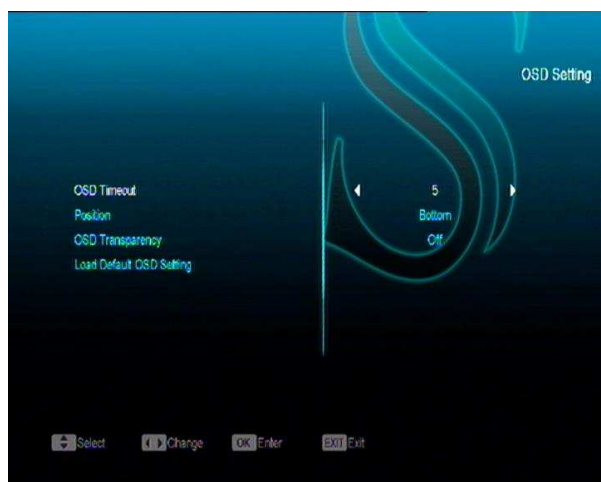 OSD Setting
OSD Timeout 5
Position Bottom
OSD Transparency Off
Load Default OSD Setting
Select Change OK Enter EXIT Exit